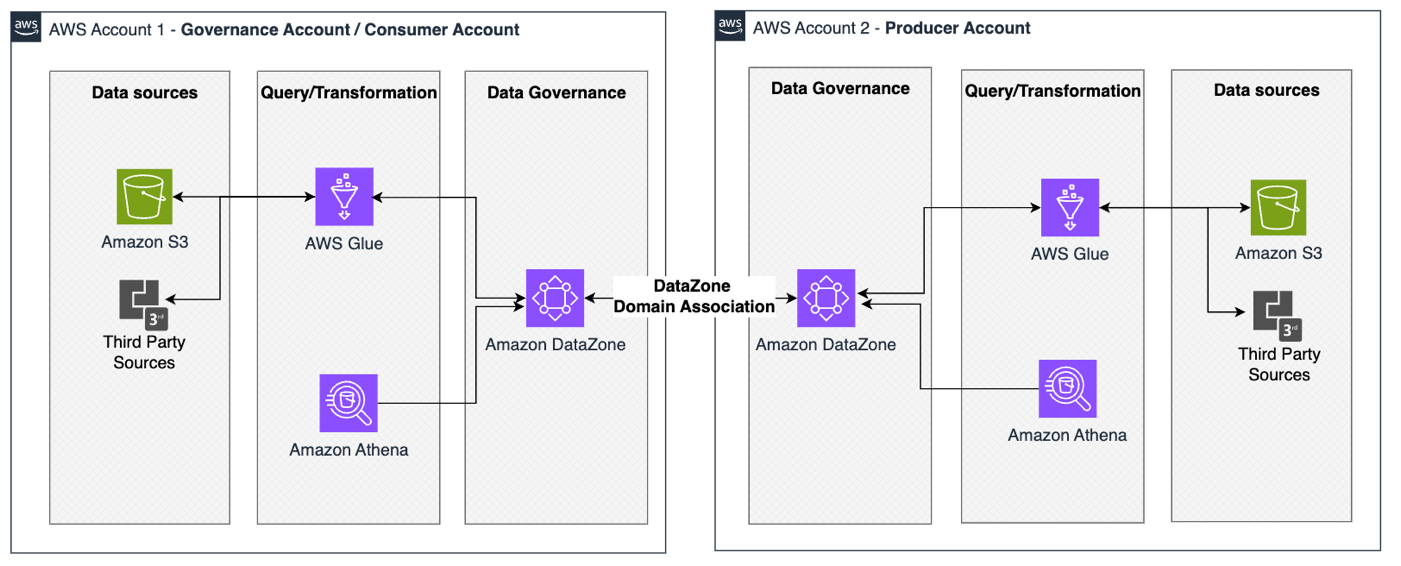 aws
AWS Account 1 - Governance Account / Consumer Account
Data sources
Query/Transformation
Data Governance
Amazon S3
AWS Glue
3rd
Third Party
Sources
Amazon DataZone
Amazon Athena
DataZone
Domain Association
aws
AWS Account 2 - Producer Account
Data Governance
Query/Transformation
Data sources
AWS Glue
Amazon S3
Amazon DataZone
3rd
Third Party
Sources
Amazon Athena